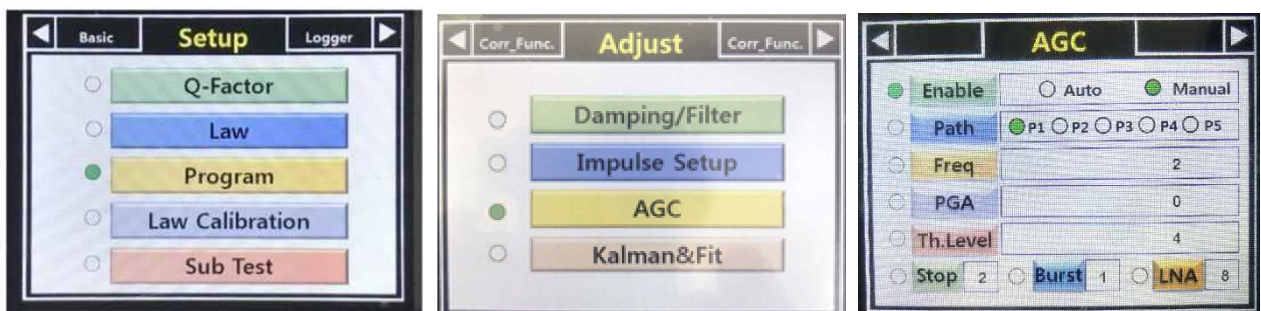 Basic Setup Logger
Q-Factor
Law
Program
Law Calibration
Sub Test
Corr_Func. Adjust Corr_Func.
Damping/Filter
Impulse Setup
AGC
Kalman&Fit
AGC
Enable Auto Manual
Path P1 P2 P3 P4 P5
Freq 2
PGA 0
Th.Level 4
Stop 2 Burst 1 LNA 8